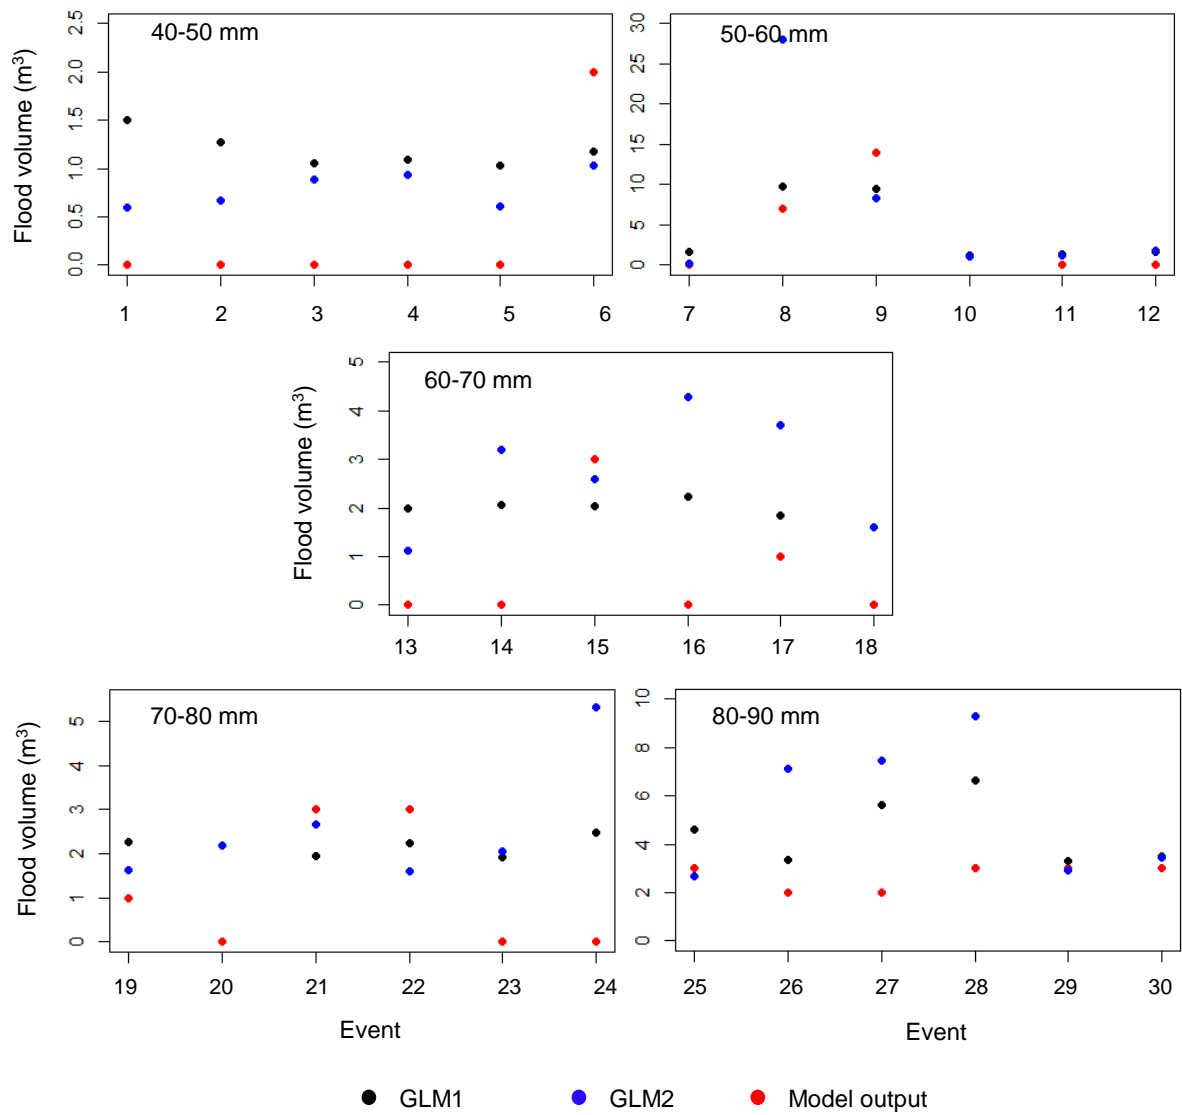 40-50 mm
Flood volume (m³)
2.5
2.0
1.5
1.0
0.5
0.0
1 2 3 4 5 6
50-60 mm
30
25
20
15
10
5
0
7 8 9 10 11 12
60-70 mm
Flood volume (m³)
5
4
3
2
1
0
13 14 15 16 17 18
70-80 mm
Flood volume (m³)
5
4
3
2
1
0
19 20 21 22 23 24
Event
80-90 mm
10
8
6
4
2
0
25 26 27 28 29 30
Event
GLM1 GLM2 Model output